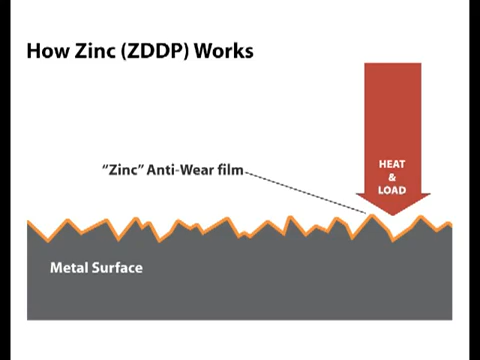 How Zinc (ZDDP) Works
HEAT
&
LOAD
“Zinc” Anti-Wear film
Metal Surface